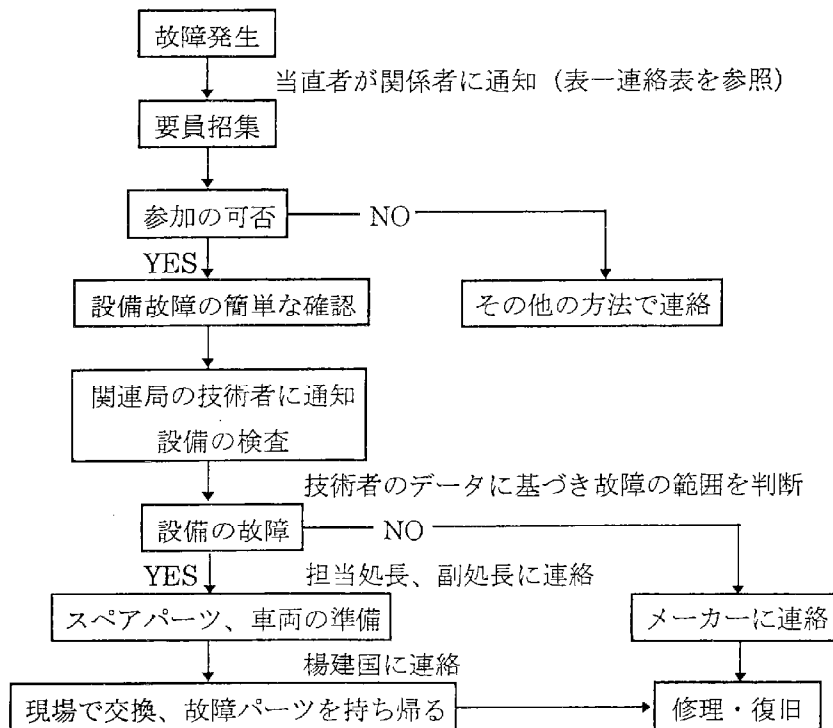 故障発生
当直者が関係者に通知（表一連絡表を参照）
要員招集
参加の可否
NO
YES
設備故障の簡単な確認
その他の方法で連絡
関連局の技術者に通知
設備の検査
技術者のデータに基づき故障の範囲を判断
設備の故障
NO
YES
担当処長、副処長に連絡
スペアパーツ、車両の準備
メーカーに連絡
楊建国に連絡
現場で交換、故障パーツを持ち帰る
修理・復旧